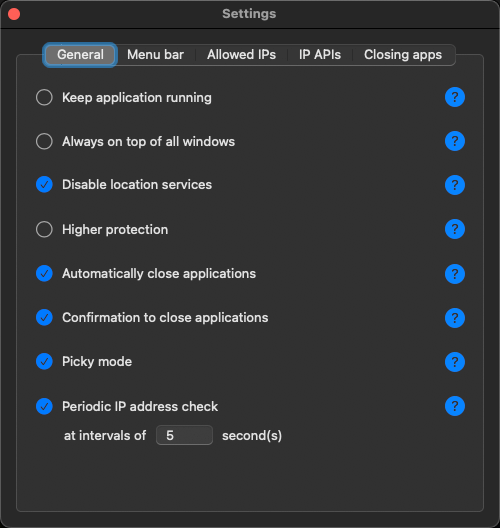 Settings
General Menu bar Allowed IPs IP APIs Closing apps
Keep application running ?
Always on top of all windows ?
Disable location services ?
Higher protection ?
Automatically close applications ?
Confirmation to close applications ?
Picky mode ?
Periodic IP address check ?
at intervals of 5 second(s)